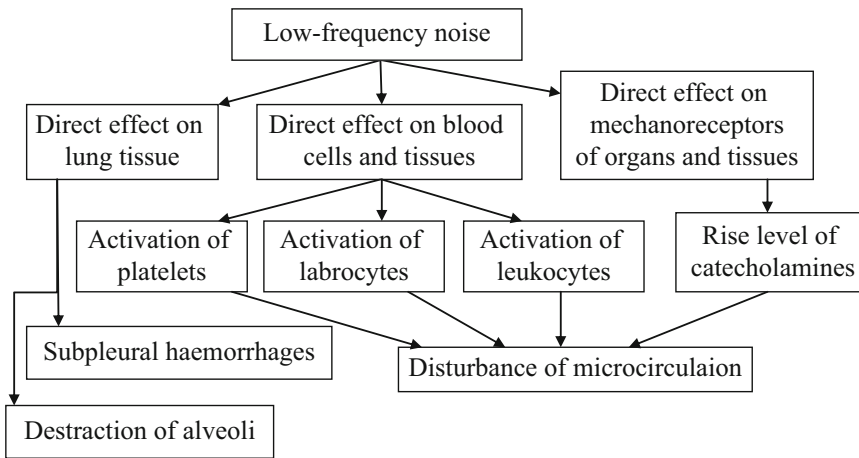 Low-frequency noise
Direct effect on
lung tissue
Direct effect on blood
cells and tissues
Direct effect on
mechanoreceptors
of organs and tissues
Activation of
platelets
Activation of
labrocytes
Activation of
leukocytes
Rise level of
catecholamines
Subpleural haemorrhages
Disturbance of microcirculaion
Destraction of alveoli